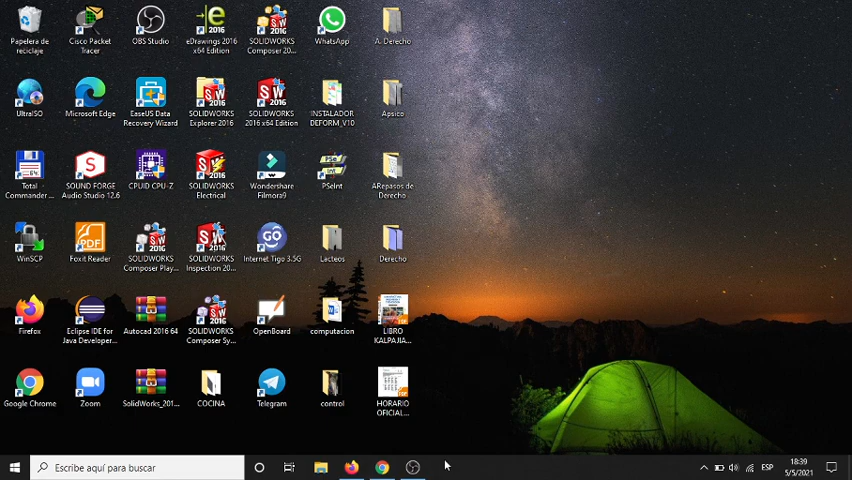 Papelera de
reciclaje
Cisco Packet
Tracer
OBS Studio
eDrawings 2016
x64 Edition
SOLIDWORKS
Composer 20...
WhatsApp
A. Derecho
UltraISO
Microsoft Edge
EaseUS Data
Recovery Wizard
SOLIDWORKS
Explorer 2016
SOLIDWORKS
2016 x64 Edition
INSTALADOR
DEFORM_V10
Apsico
Total
Commander ...
SOUND FORGE
Audio Studio 12.6
CPUID CPU-Z
SOLIDWORKS
Electrical
Wondershare
Filmora9
PSeInt
ARepasos de
Derecho
WinSCP
Foxit Reader
SOLIDWORKS
Composer Play...
SOLIDWORKS
Inspection 20...
Internet Tigo 3.5G
Lacteos
Derecho
Firefox
Eclipse IDE for
Java Developer...
Autocad 2016 64
SOLIDWORKS
Composer Sy...
OpenBoard
computacion
LIBRO
KALPAJIA...
Google Chrome
Zoom
SolidWorks_201...
COCINA
Telegram
control
HORARIO
OFICIAL...
Escribe aquí para buscar
ESP
18:39
5/5/2021